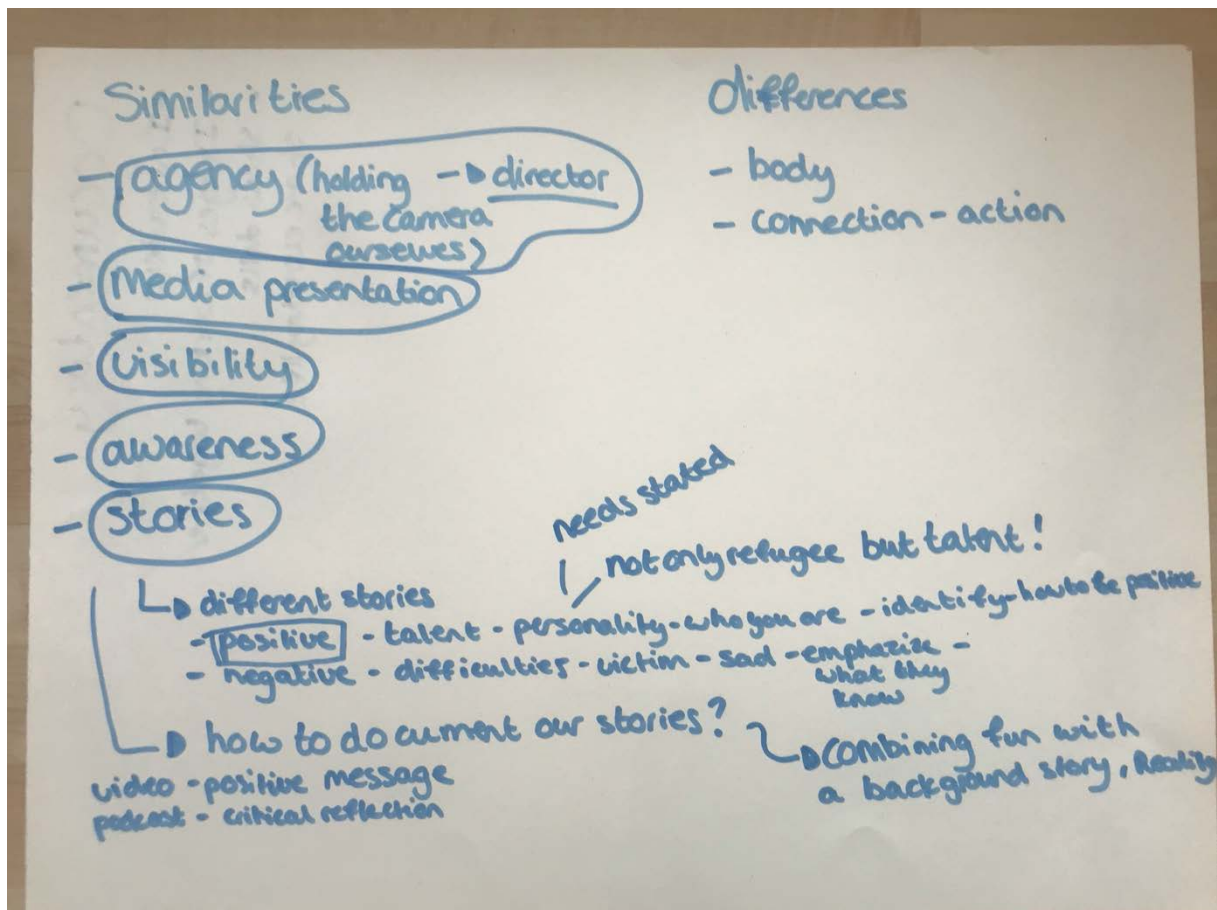 Similarities
- agency (holding -> director
the camera
ourselves)
- Media presentation
- visibility
- awareness
- stories
differences
- body
- connection - action
needs stated
not only refugee but talent!
different stories
- positive - talent - personality - who you are - identify - how to be positive
- negative - difficulties - victim - sad - emphasize -
what they
know
how to document our stories?
combining fun with
a background story, Reality
video - positive message
podcast - critical reflection